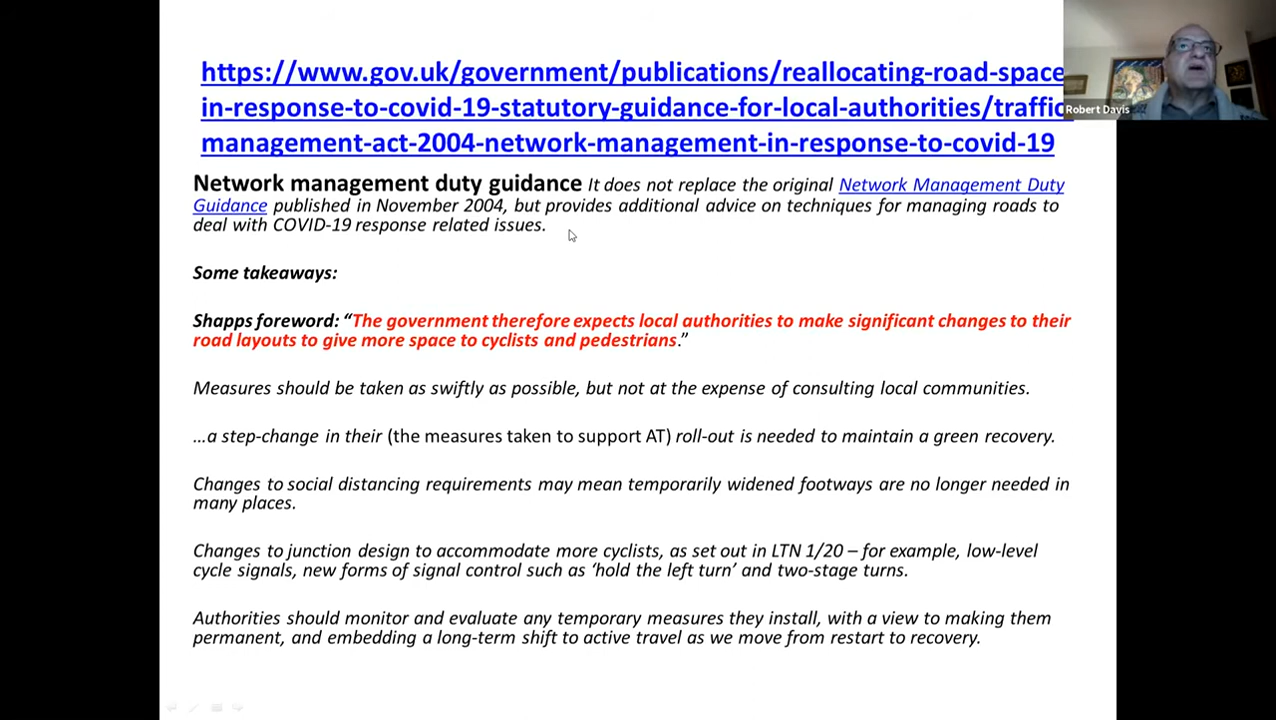 https://www.gov.uk/government/publications/reallocating-road-space
in-response-to-covid-19-statutory-guidance-for-local-authorities/traffic
management-act-2004-network-management-in-response-to-covid-19
Robert Davis
Network management duty guidance It does not replace the original Network Management Duty
Guidance published in November 2004, but provides additional advice on techniques for managing roads to
deal with COVID-19 response related issues.
Some takeaways:
Shapps foreword: “The government therefore expects local authorities to make significant changes to their
road layouts to give more space to cyclists and pedestrians.”
Measures should be taken as swiftly as possible, but not at the expense of consulting local communities.
…a step-change in their (the measures taken to support AT) roll-out is needed to maintain a green recovery.
Changes to social distancing requirements may mean temporarily widened footways are no longer needed in
many places.
Changes to junction design to accommodate more cyclists, as set out in LTN 1/20 – for example, low-level
cycle signals, new forms of signal control such as ‘hold the left turn’ and two-stage turns.
Authorities should monitor and evaluate any temporary measures they install, with a view to making them
permanent, and embedding a long-term shift to active travel as we move from restart to recovery.